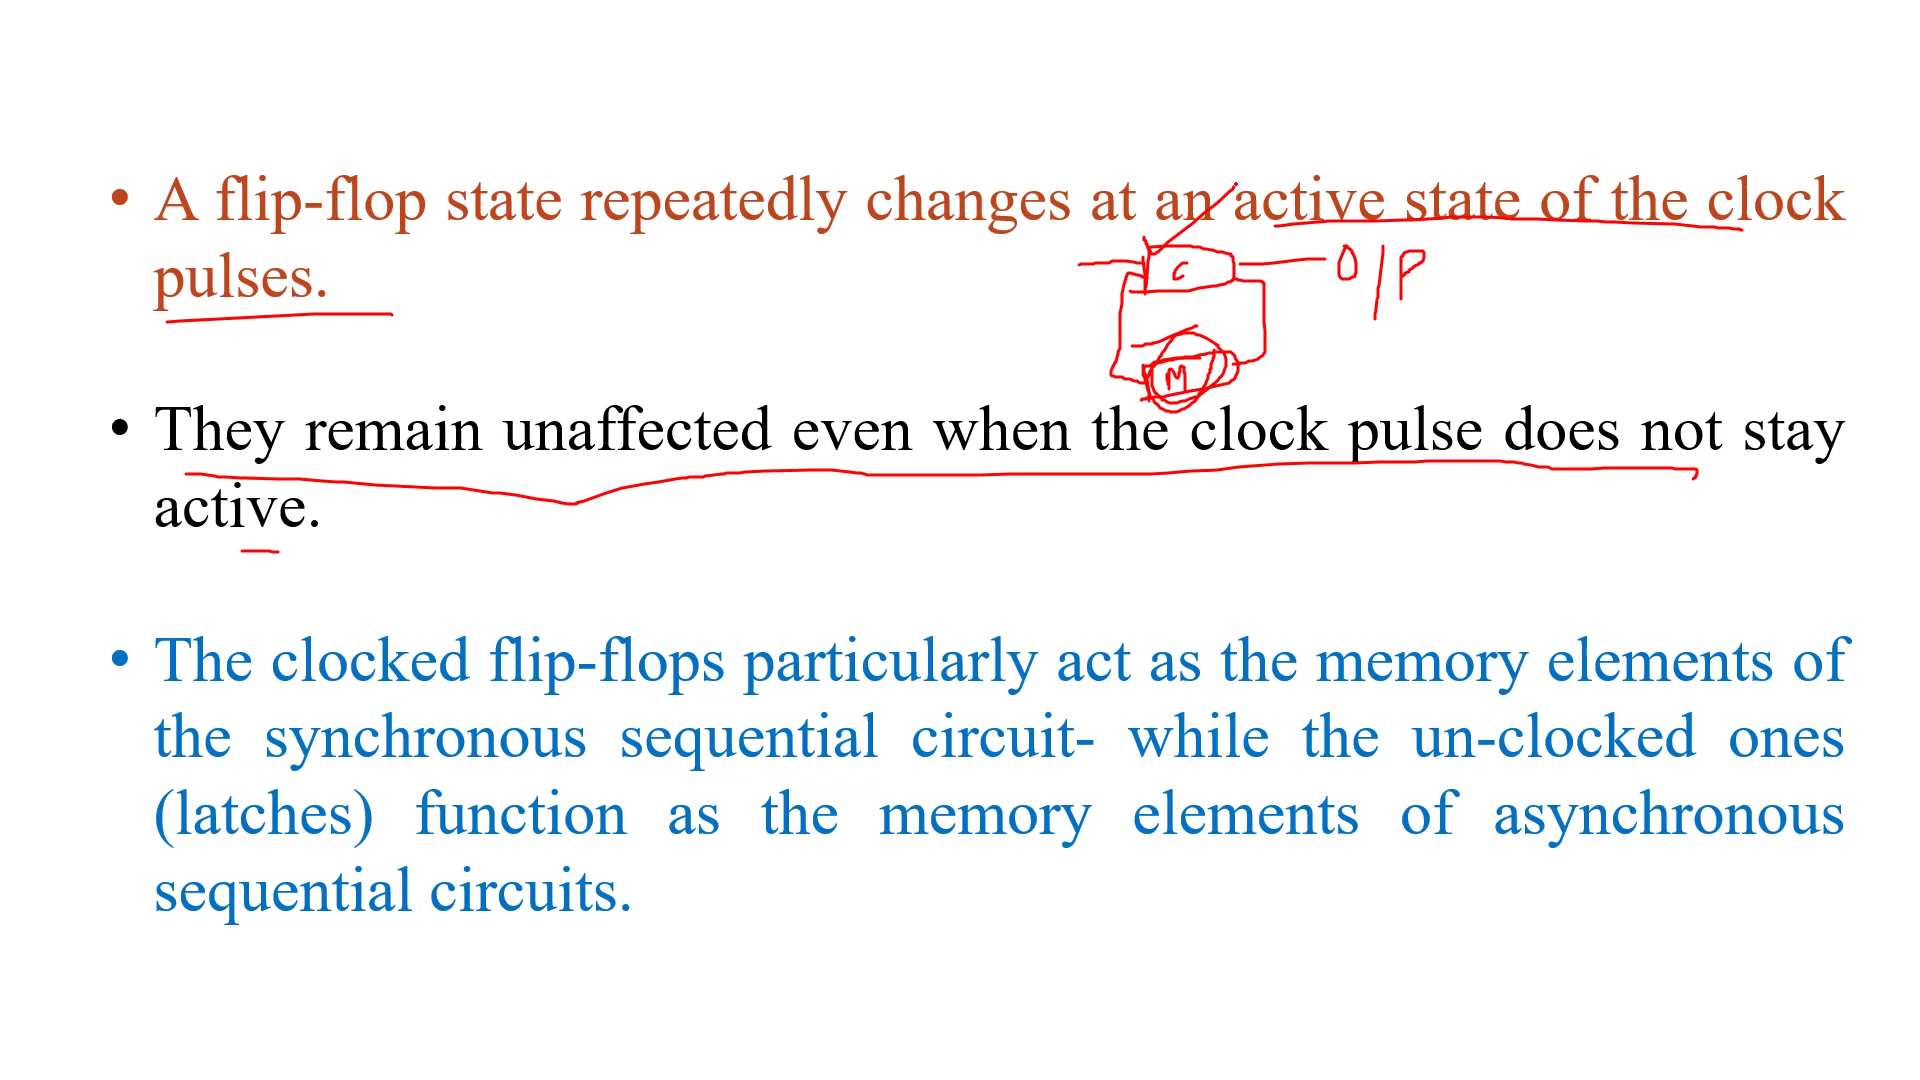 • A flip-flop state repeatedly changes at an active state of the clock
pulses.
C
O/P
M
• They remain unaffected even when the clock pulse does not stay
active.
• The clocked flip-flops particularly act as the memory elements of
the synchronous sequential circuit- while the un-clocked ones
(latches) function as the memory elements of asynchronous
sequential circuits.